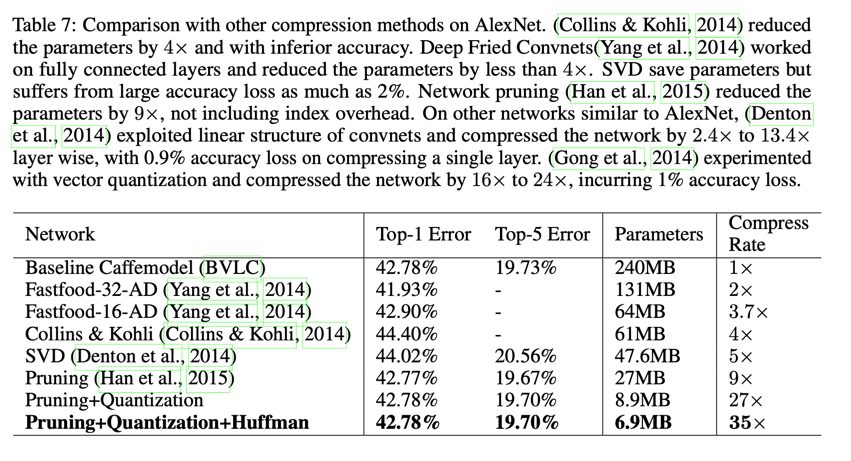 Table 7: Comparison with other compression methods on AlexNet. (Collins & Kohli, 2014) reduced
the parameters by 4× and with inferior accuracy. Deep Fried Convnets(Yang et al., 2014) worked
on fully connected layers and reduced the parameters by less than 4×. SVD save parameters but
suffers from large accuracy loss as much as 2%. Network pruning (Han et al., 2015) reduced the
parameters by 9×, not including index overhead. On other networks similar to AlexNet, (Denton
et al., 2014) exploited linear structure of convnets and compressed the network by 2.4× to 13.4×
layer wise, with 0.9% accuracy loss on compressing a single layer. (Gong et al., 2014) experimented
with vector quantization and compressed the network by 16× to 24×, incurring 1% accuracy loss.
Network Top-1 Error Top-5 Error Parameters Compress Rate
Baseline Caffemodel (BVLC) 42.78% 19.73% 240MB 1×
Fastfood-32-AD (Yang et al., 2014) 41.93% - 131MB 2×
Fastfood-16-AD (Yang et al., 2014) 42.90% - 64MB 3.7×
Collins & Kohli (Collins & Kohli, 2014) 44.40% - 61MB 4×
SVD (Denton et al., 2014) 44.02% 20.56% 47.6MB 5×
Pruning (Han et al., 2015) 42.77% 19.67% 27MB 9×
Pruning+Quantization 42.78% 19.70% 8.9MB 27×
Pruning+Quantization+Huffman 42.78% 19.70% 6.9MB 35×